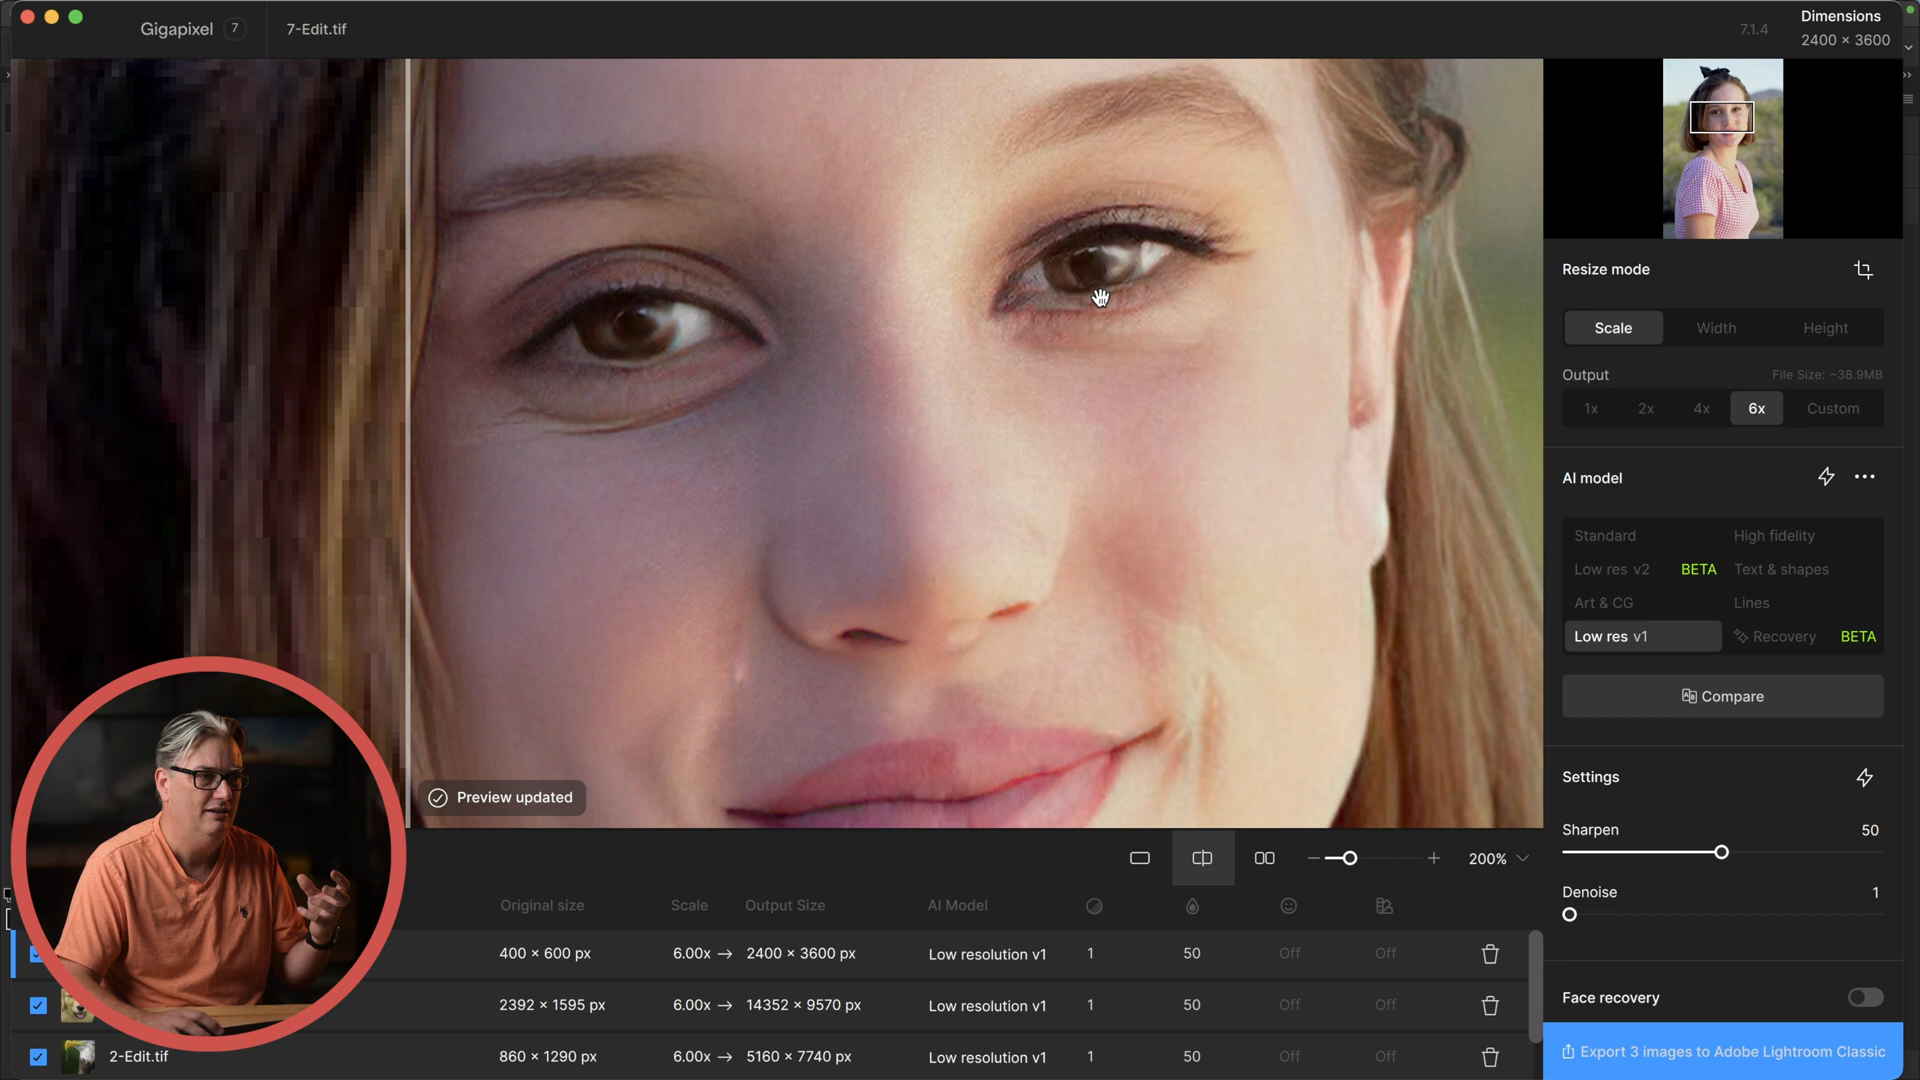 Gigapixel 7 7-Edit.tif 7.1.4 Dimensions
2400 × 3600
Resize mode
Scale Width Height
Output File Size: ~38.9MB
1x 2x 4x 6x Custom
AI model
Standard High fidelity
Low res v2 BETA Text & shapes
Art & CG Lines
Low res v1 Recovery BETA
Compare
Settings
Preview updated
Sharpen 50
200%
Denoise 1
Original size Scale Output Size AI Model
400 × 600 px 6.00x → 2400 × 3600 px Low resolution v1 1 50 Off Off
2392 × 1595 px 6.00x → 14352 × 9570 px Low resolution v1 1 50 Off Off
2-Edit.tif 860 × 1290 px 6.00x → 5160 × 7740 px Low resolution v1 1 50 Off Off
Face recovery
Export 3 images to Adobe Lightroom Classic